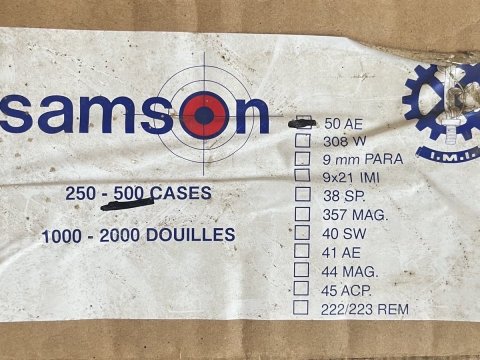 samson
50 AE
308 W
9 mm PARA
9x21 IMI
38 SP.
357 MAG.
40 SW
41 AE
44 MAG.
45 ACP.
222/223 REM
250 - 500 CASES
1000 - 2000 DOUILLES
I.M.I.